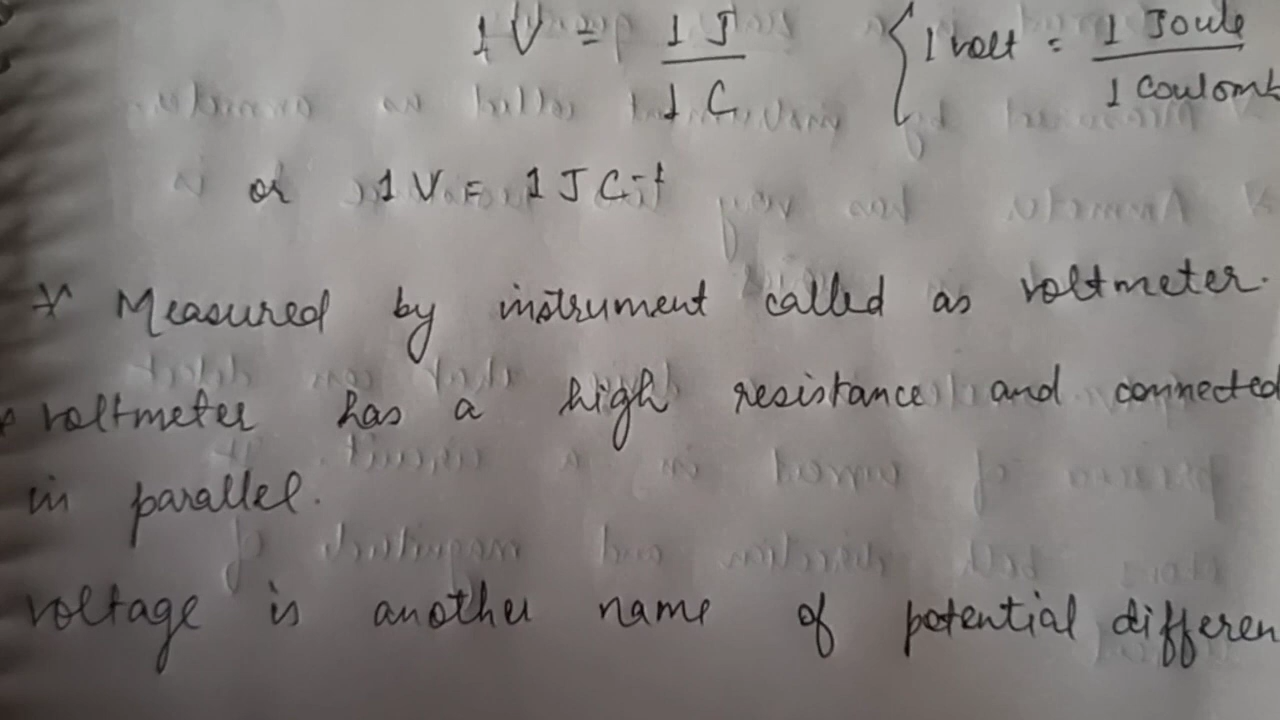 1 V = 1 J / 1 C { 1 volt = 1 Joule / 1 Coulomb
or 1 V = 1 J C⁻¹
* Measured by instrument called as voltmeter.
* voltmeter has a high resistance and connected
in parallel.
voltage is another name of potential differen